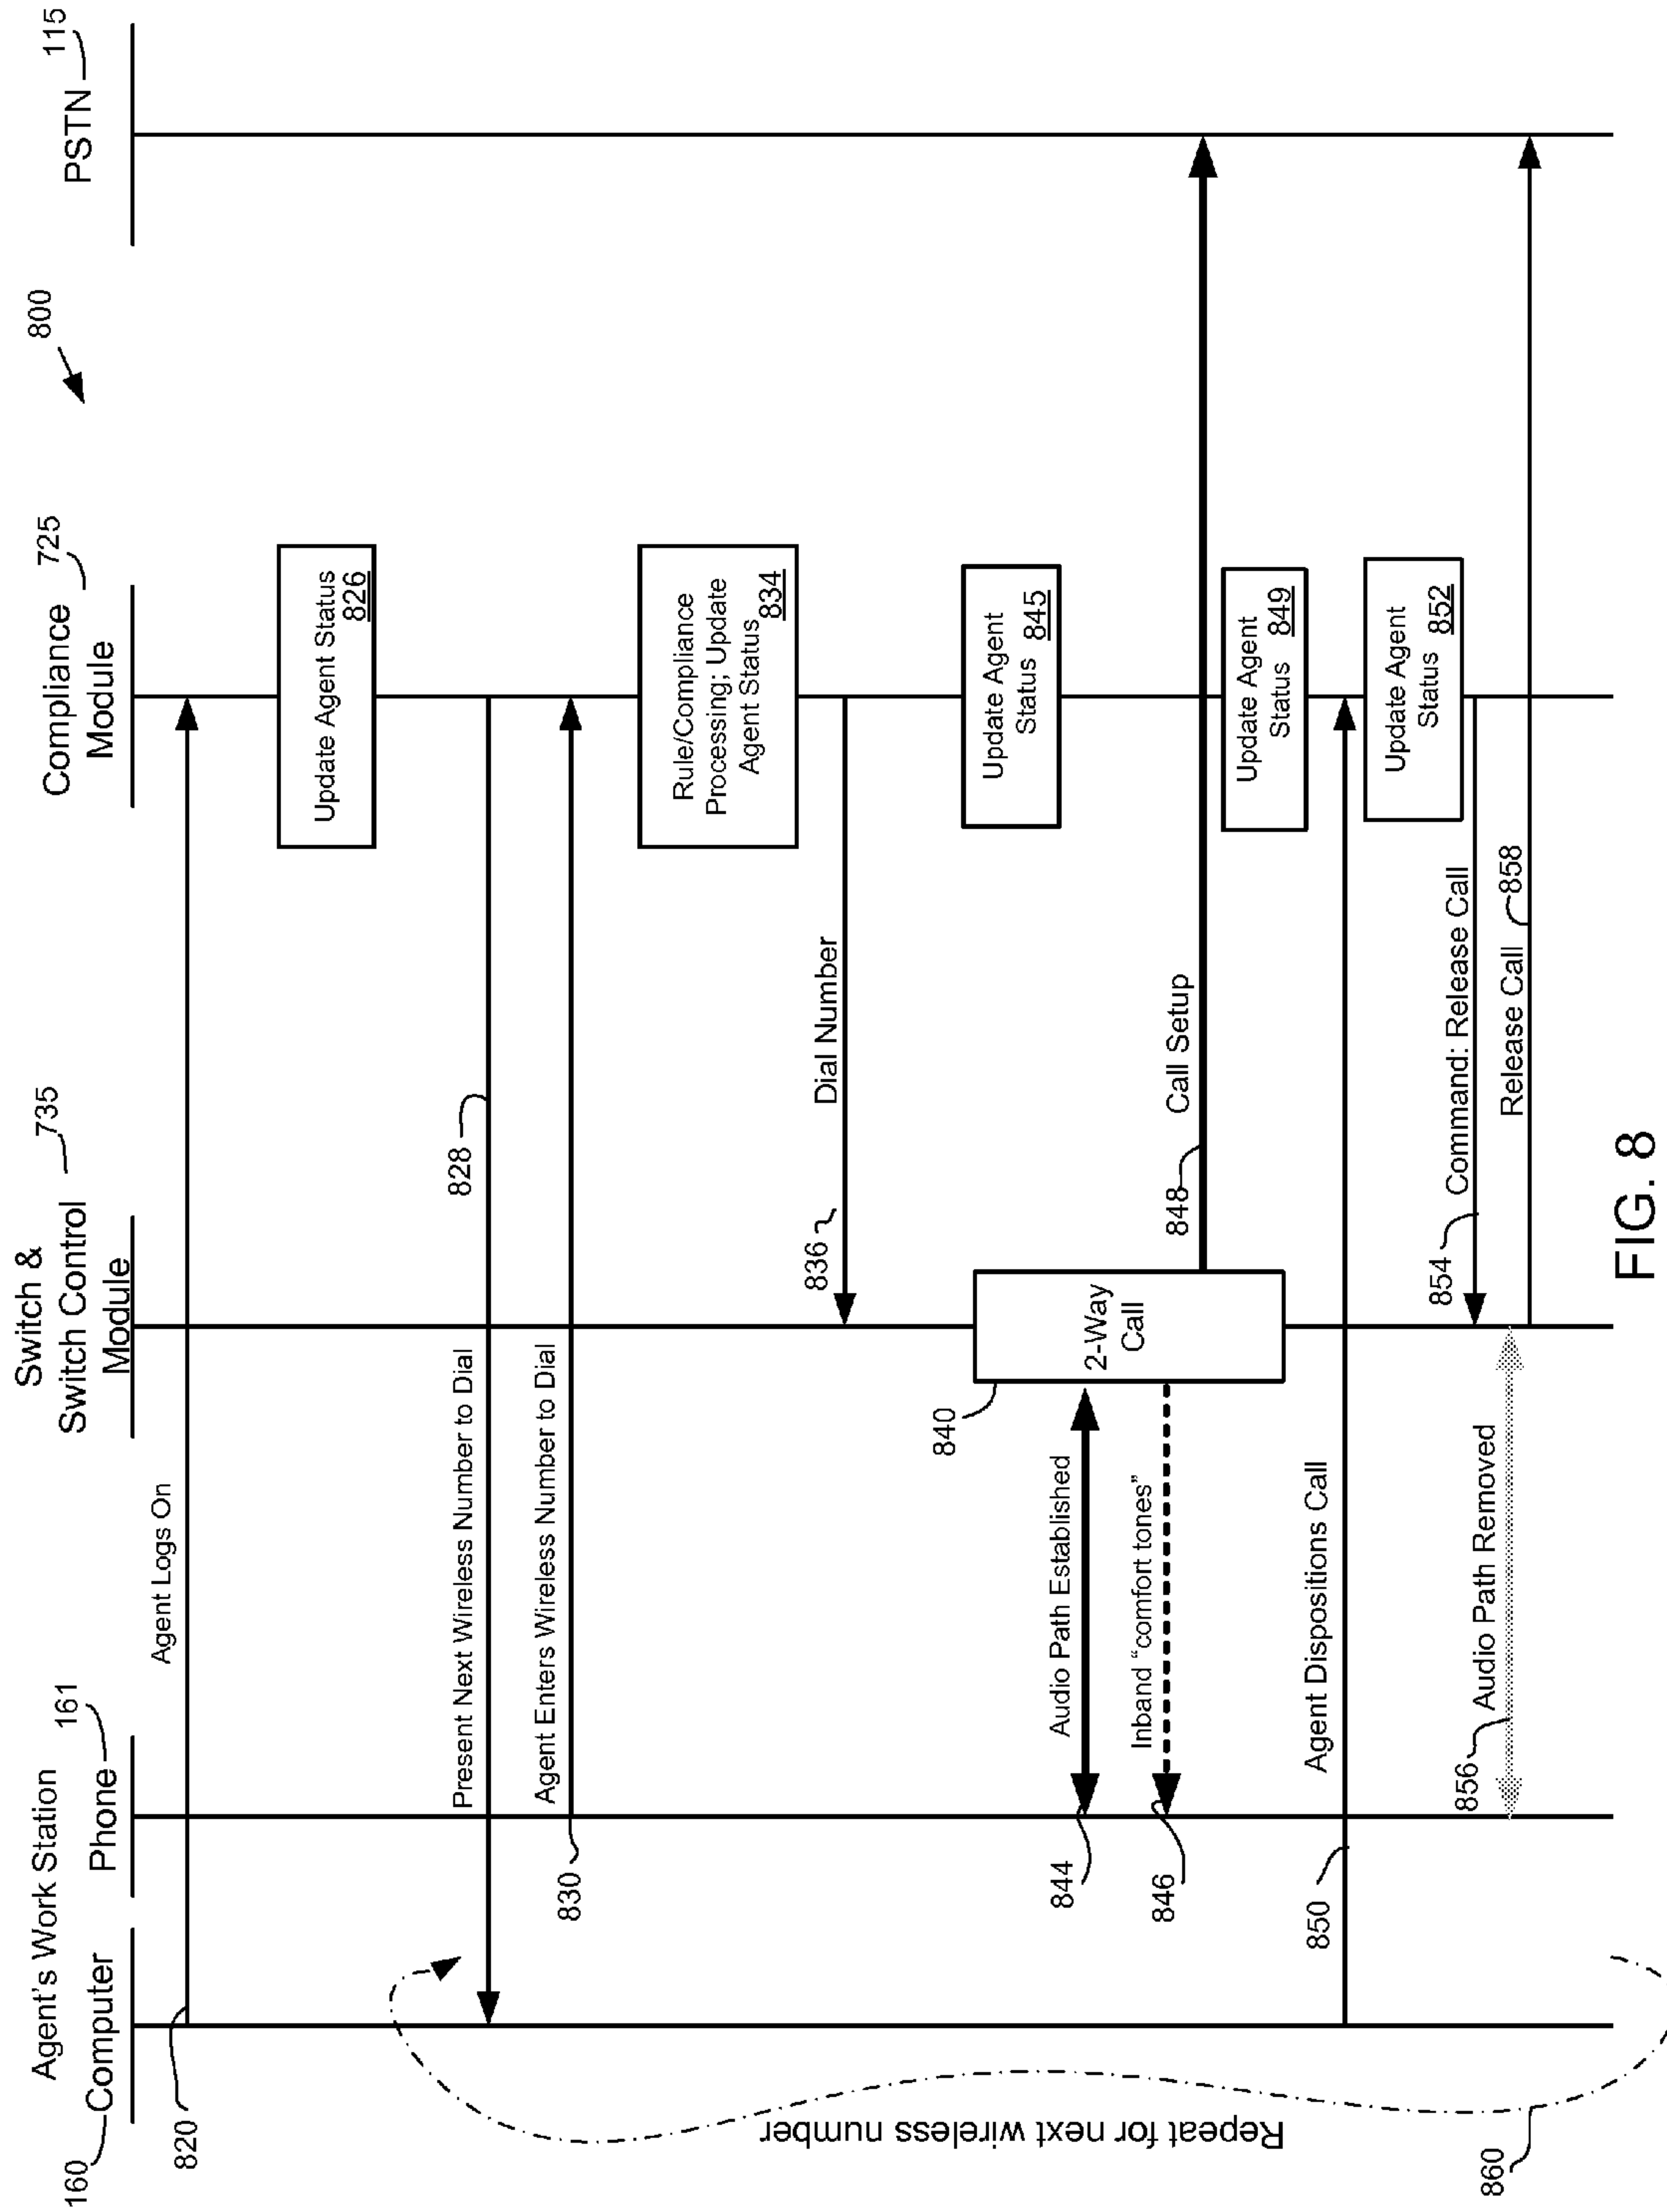 800
Agent's Work Station
160
Computer
Phone
161
Switch &
Switch Control
Module
735
Compliance
Module
725
PSTN
115
820
Agent Logs On
Update Agent Status
826
828
Present Next Wireless Number to Dial
Agent Enters Wireless Number to Dial
830
Rule/Compliance
Processing; Update
Agent Status
834
836
Dial Number
840
2-Way
Call
Update Agent
Status 845
844
Audio Path Established
846
Inband “comfort tones”
848
Call Setup
Update Agent
Status 849
850
Agent Dispositions Call
Update Agent
Status 852
854
Command: Release Call
856
Audio Path Removed
Release Call
858
Repeat for next wireless number
860
FIG. 8